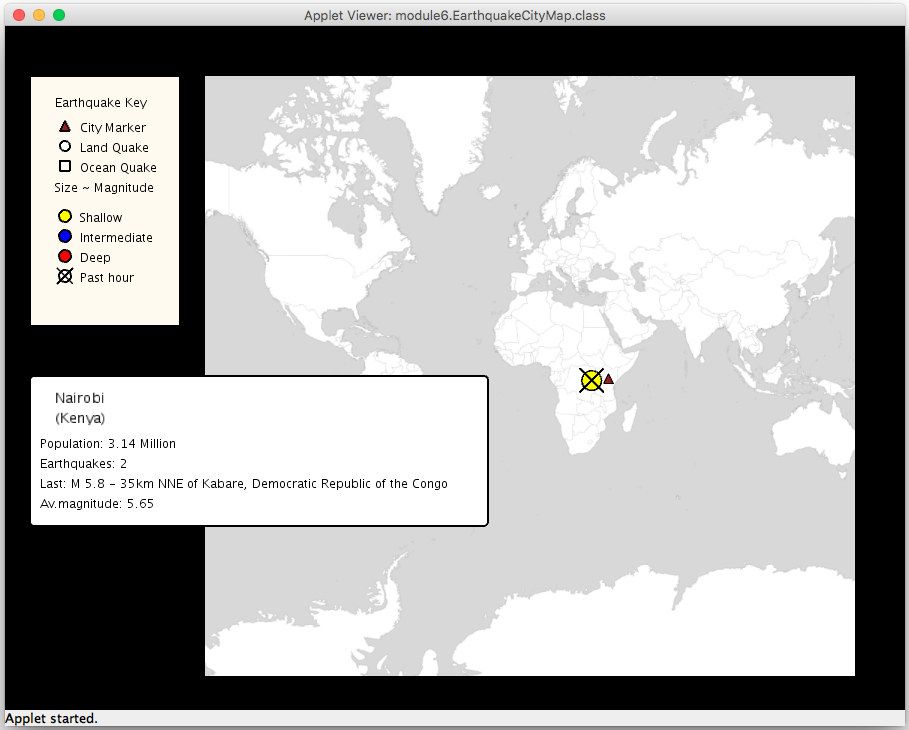 Applet Viewer: module6.EarthquakeCityMap.class
Earthquake Key
City Marker
Land Quake
Ocean Quake
Size ~ Magnitude
Shallow
Intermediate
Deep
Past hour
Nairobi
(Kenya)
Population: 3.14 Million
Earthquakes: 2
Last: M 5.8 - 35km NNE of Kabare, Democratic Republic of the Congo
Av.magnitude: 5.65
Applet started.